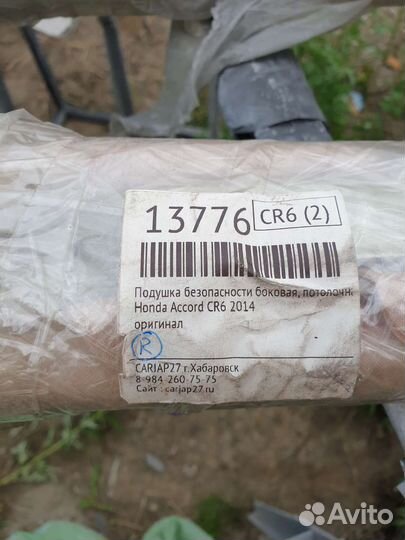 13776 CR6 (2)
Подушка безопасности боковая, потолочн
Honda Accord CR6 2014
оригинал
R
CARJAP27 г.Хабаровск
8-984-260-75-75
Сайт: carjap27.ru
Avito